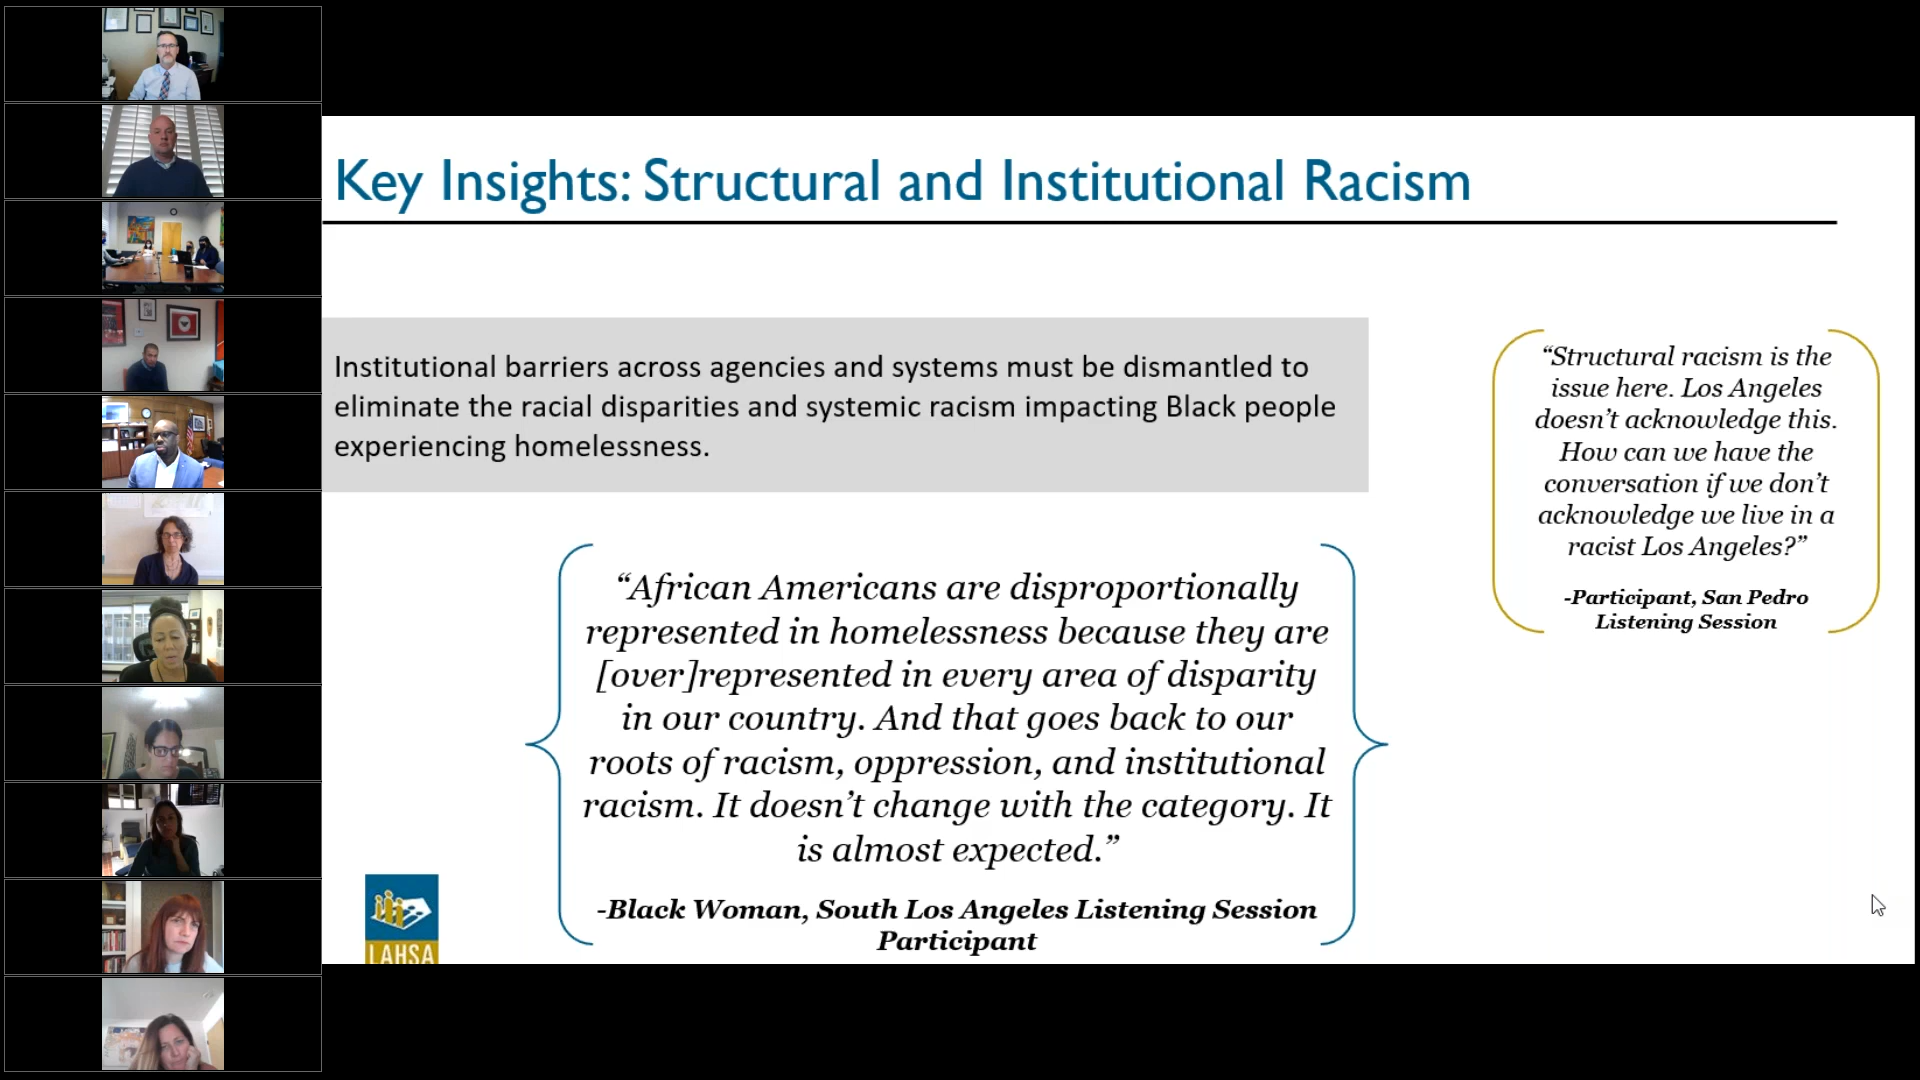 Key Insights: Structural and Institutional Racism
Institutional barriers across agencies and systems must be dismantled to
eliminate the racial disparities and systemic racism impacting Black people
experiencing homelessness.
“Structural racism is the
issue here. Los Angeles
doesn’t acknowledge this.
How can we have the
conversation if we don’t
acknowledge we live in a
racist Los Angeles?”
-Participant, San Pedro
Listening Session
“African Americans are disproportionally
represented in homelessness because they are
[over]represented in every area of disparity
in our country. And that goes back to our
roots of racism, oppression, and institutional
racism. It doesn’t change with the category. It
is almost expected.”
-Black Woman, South Los Angeles Listening Session
Participant
LAHSA